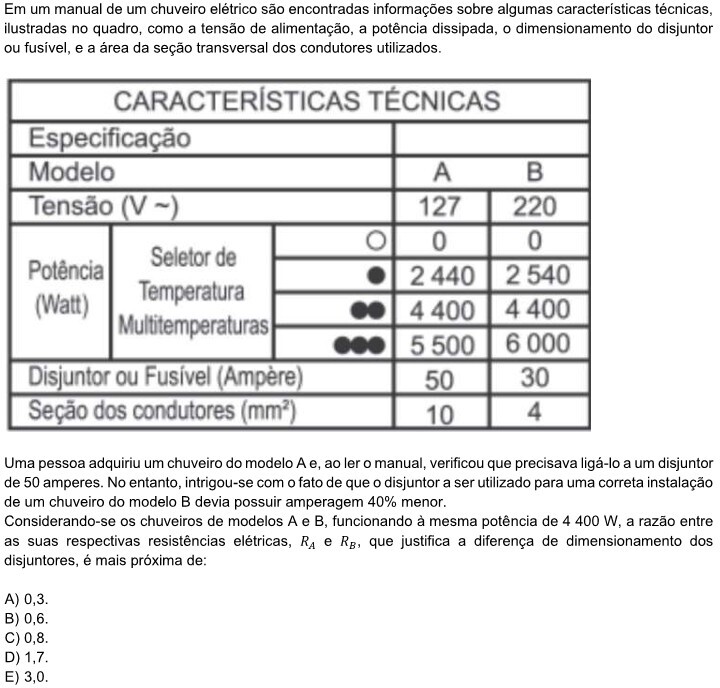 Em um manual de um chuveiro elétrico são encontradas informações sobre algumas características técnicas,
ilustradas no quadro, como a tensão de alimentação, a potência dissipada, o dimensionamento do disjuntor
ou fusível, e a área da seção transversal dos condutores utilizados.
CARACTERÍSTICAS TÉCNICAS
Especificação
Modelo A B
Tensão (V ~) 127 220
Potência (Watt) Seletor de Temperatura Multitemperaturas
○ 0 0
● 2 440 2 540
●● 4 400 4 400
●●● 5 500 6 000
Disjuntor ou Fusível (Ampère) 50 30
Seção dos condutores (mm²) 10 4
Uma pessoa adquiriu um chuveiro do modelo A e, ao ler o manual, verificou que precisava ligá-lo a um disjuntor
de 50 amperes. No entanto, intrigou-se com o fato de que o disjuntor a ser utilizado para uma correta instalação
de um chuveiro do modelo B devia possuir amperagem 40% menor.
Considerando-se os chuveiros de modelos A e B, funcionando à mesma potência de 4 400 W, a razão entre
as suas respectivas resistências elétricas, R_A e R_B, que justifica a diferença de dimensionamento dos
disjuntores, é mais próxima de:
A) 0,3.
B) 0,6.
C) 0,8.
D) 1,7.
E) 3,0.